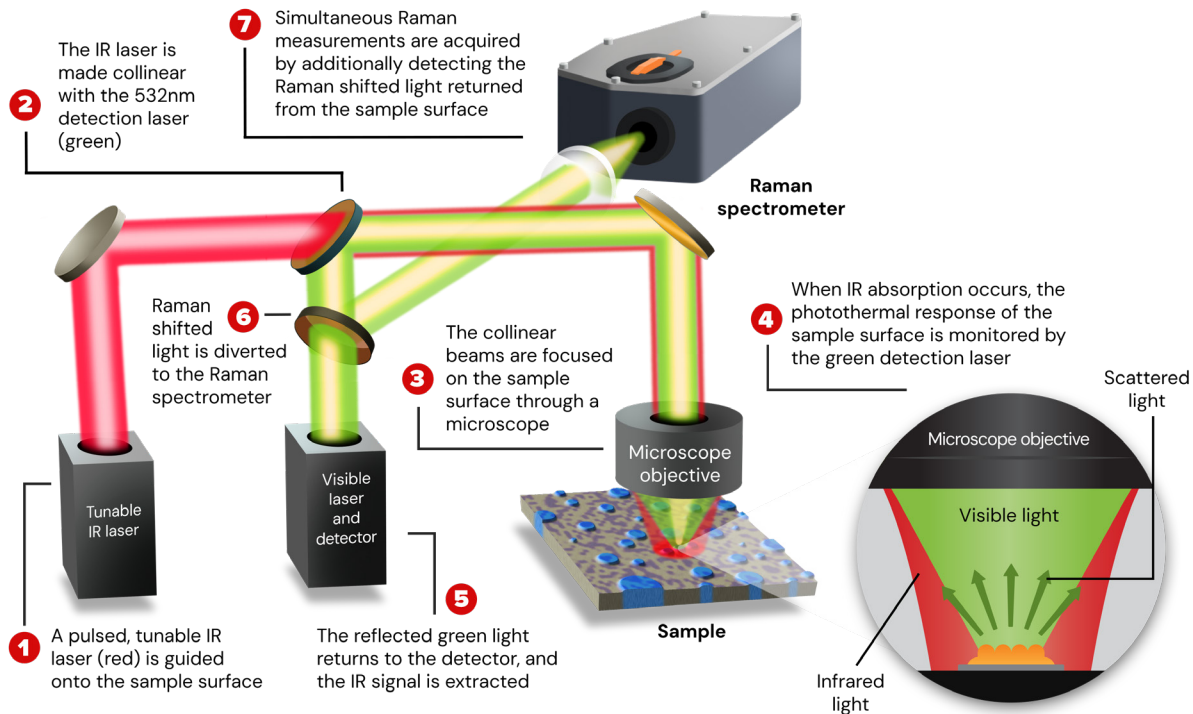 7
Simultaneous Raman
measurements are acquired
by additionally detecting the
Raman shifted light returned
from the sample surface
2
The IR laser is
made collinear
with the 532nm
detection laser
(green)
Raman
spectrometer
6
Raman
shifted
light is diverted
to the Raman
spectrometer
3
The collinear
beams are focused
on the sample
surface through a
microscope
4
When IR absorption occurs, the
photothermal response of the
sample surface is monitored by
the green detection laser
Scattered
light
Microscope objective
Visible light
Infrared
light
Microscope
objective
Sample
Tunable
IR laser
Visible
laser
and
detector
1
A pulsed, tunable IR
laser (red) is guided
onto the sample surface
5
The reflected green light
returns to the detector, and
the IR signal is extracted